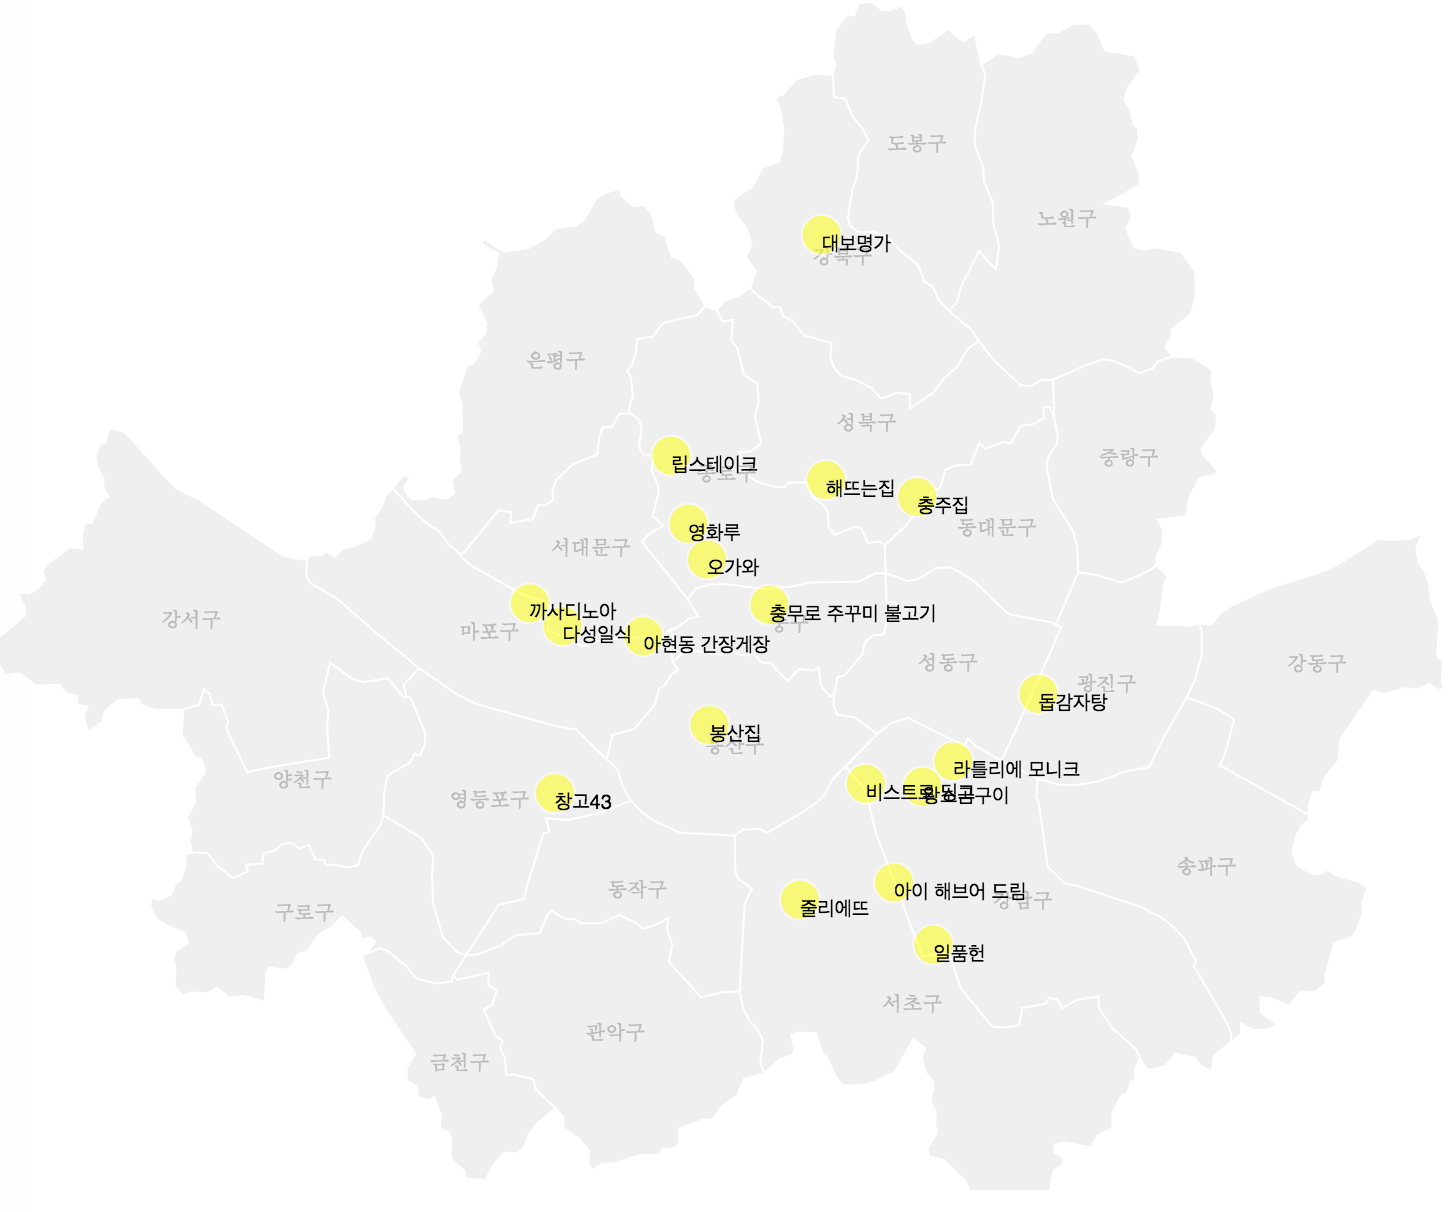 도봉구
노원구
대보명가
강북구
은평구
성북구
중랑구
립스테이크
종로구
해뜨는집
충주집
동대문구
영화루
서대문구
오가와
까사디노아
강서구
마포구
다성일식
아현동 간장게장
충무로 주꾸미 불고기
중구
성동구
강동구
광진구
돕감자탕
봉산집
용산구
라틀리에 모니크
양천구
영등포구
창고43
비스트로
구이
송파구
동작구
아이 해브어 드림
강남구
줄리에뜨
구로구
일품헌
서초구
관악구
금천구